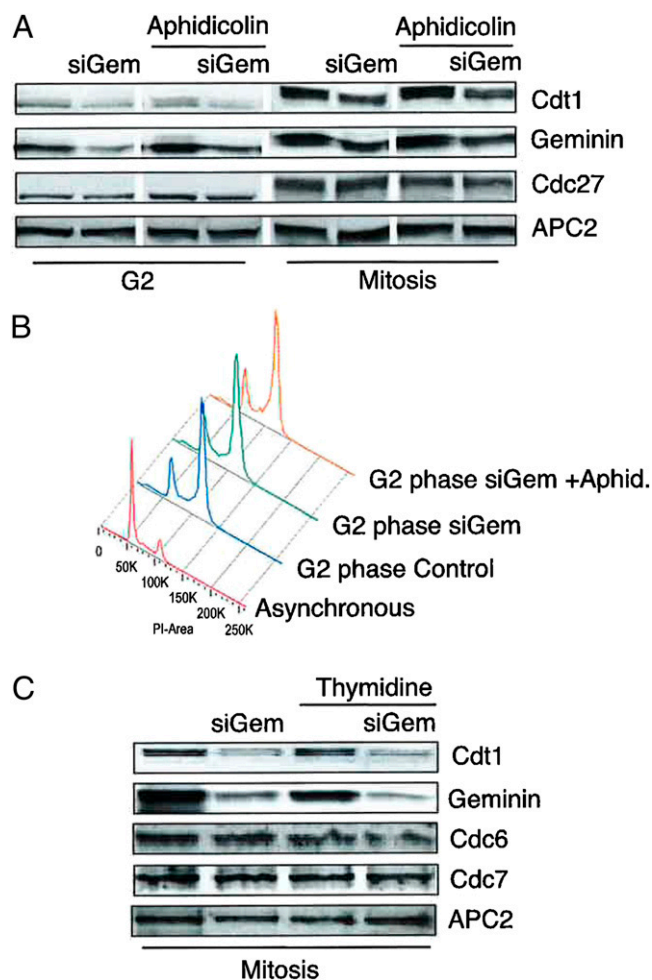 A
Aphidicolin Aphidicolin
siGem siGem siGem siGem
Cdt1
Geminin
Cdc27
APC2
G2 Mitosis
B
G2 phase siGem +Aphid.
G2 phase siGem
G2 phase Control
Asynchronous
0 50K 100K 150K 200K 250K
PI-Area
C
Thymidine
siGem siGem
Cdt1
Geminin
Cdc6
Cdc7
APC2
Mitosis